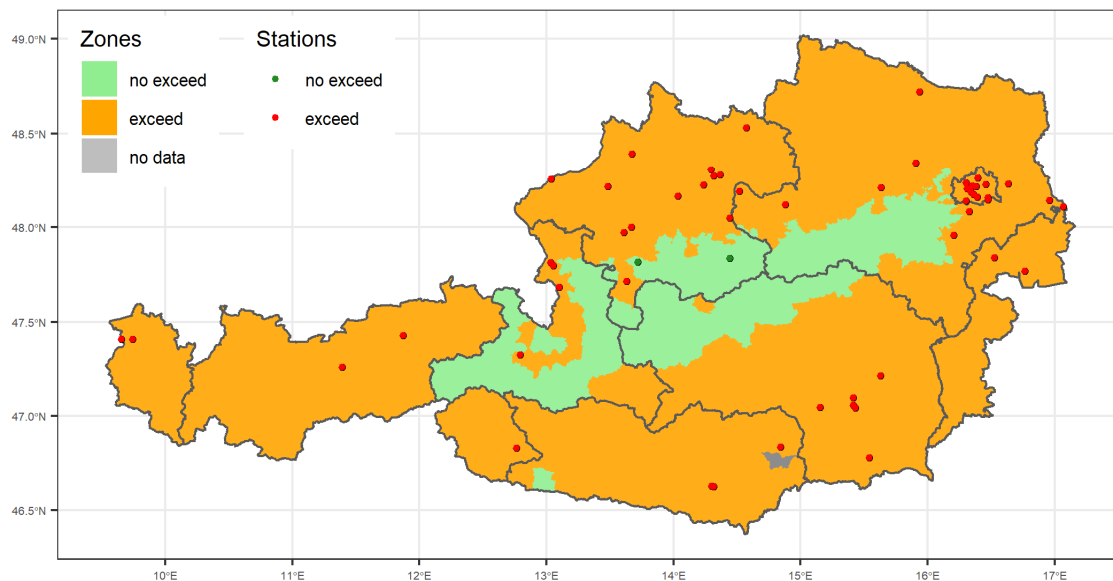 Zones
no exceed
exceed
no data
Stations
no exceed
exceed
49.0°N
48.5°N
48.0°N
47.5°N
47.0°N
46.5°N
10°E
11°E
12°E
13°E
14°E
15°E
16°E
17°E